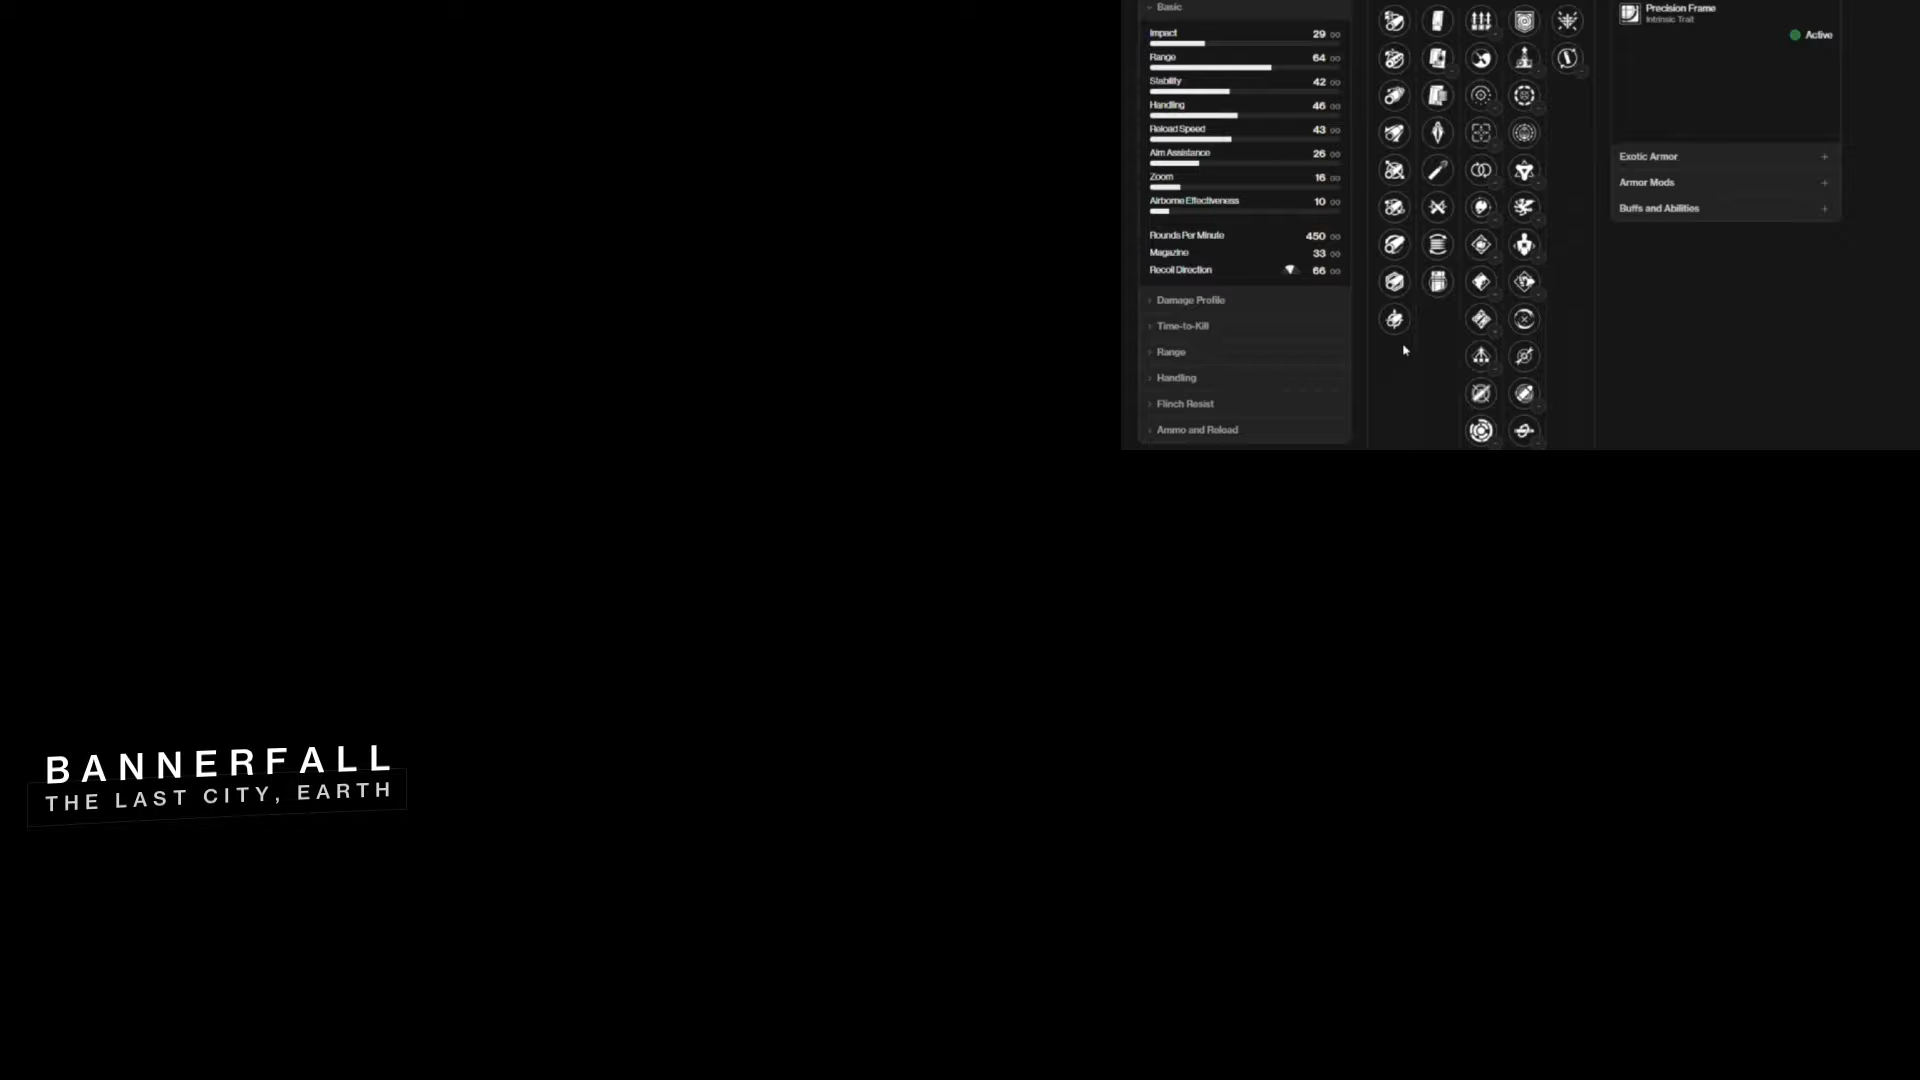 Basic
Impact 29
Range 64
Stability 42
Handling 46
Reload Speed 43
Aim Assistance 26
Zoom 16
Airborne Effectiveness 10
Rounds Per Minute 450
Magazine 33
Recoil Direction 66
Damage Profile
Time-to-Kill
Range
Handling
Flinch Resist
Ammo and Reload
Precision Frame
Intrinsic Trait
Active
Exotic Armor +
Armor Mods +
Buffs and Abilities +
BANNERFALL
THE LAST CITY, EARTH